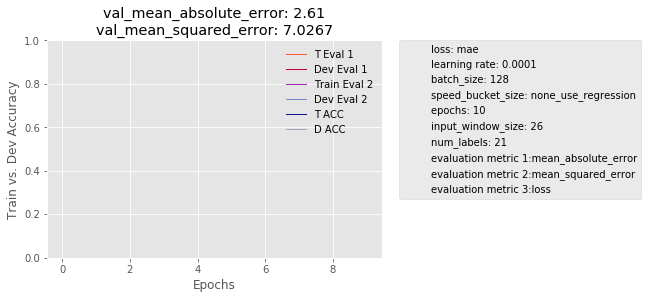 val_mean_absolute_error: 2.61
val_mean_squared_error: 7.0267
Train vs. Dev Accuracy
1.0
0.8
0.6
0.4
0.2
0.0
0
2
4
6
8
Epochs
T Eval 1
Dev Eval 1
Train Eval 2
Dev Eval 2
T ACC
D ACC
loss: mae
learning rate: 0.0001
batch_size: 128
speed_bucket_size: none_use_regression
epochs: 10
input_window_size: 26
num_labels: 21
evaluation metric 1:mean_absolute_error
evaluation metric 2:mean_squared_error
evaluation metric 3:loss